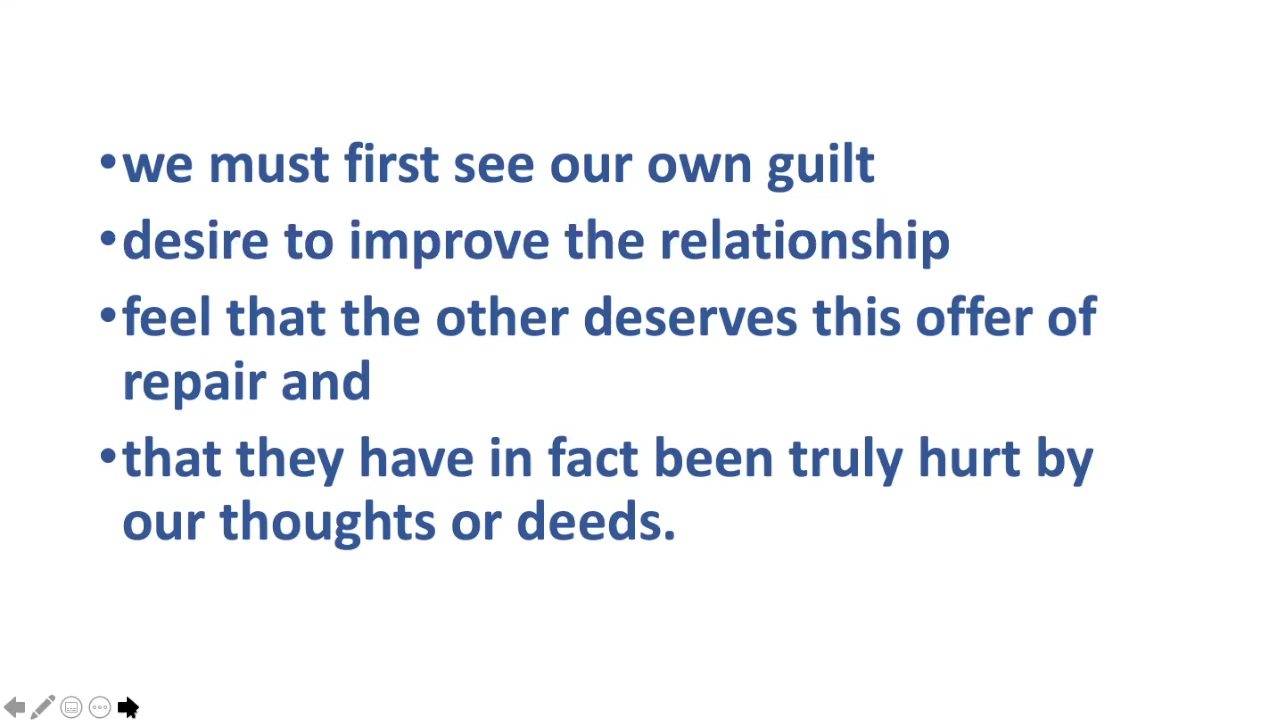 •we must first see our own guilt
•desire to improve the relationship
•feel that the other deserves this offer of
repair and
•that they have in fact been truly hurt by
our thoughts or deeds.